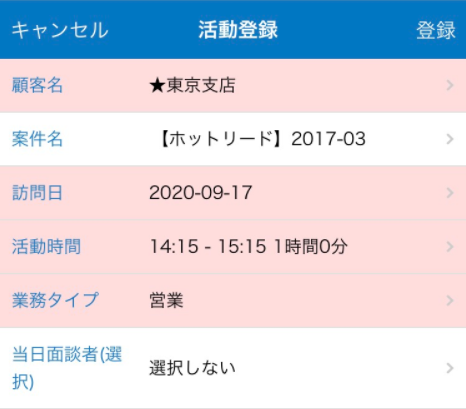 キャンセル 活動登録 登録
顧客名 ★東京支店
案件名 【ホットリード】2017-03
訪問日 2020-09-17
活動時間 14:15 - 15:15 1時間0分
業務タイプ 営業
当日面談者(選
択) 選択しない